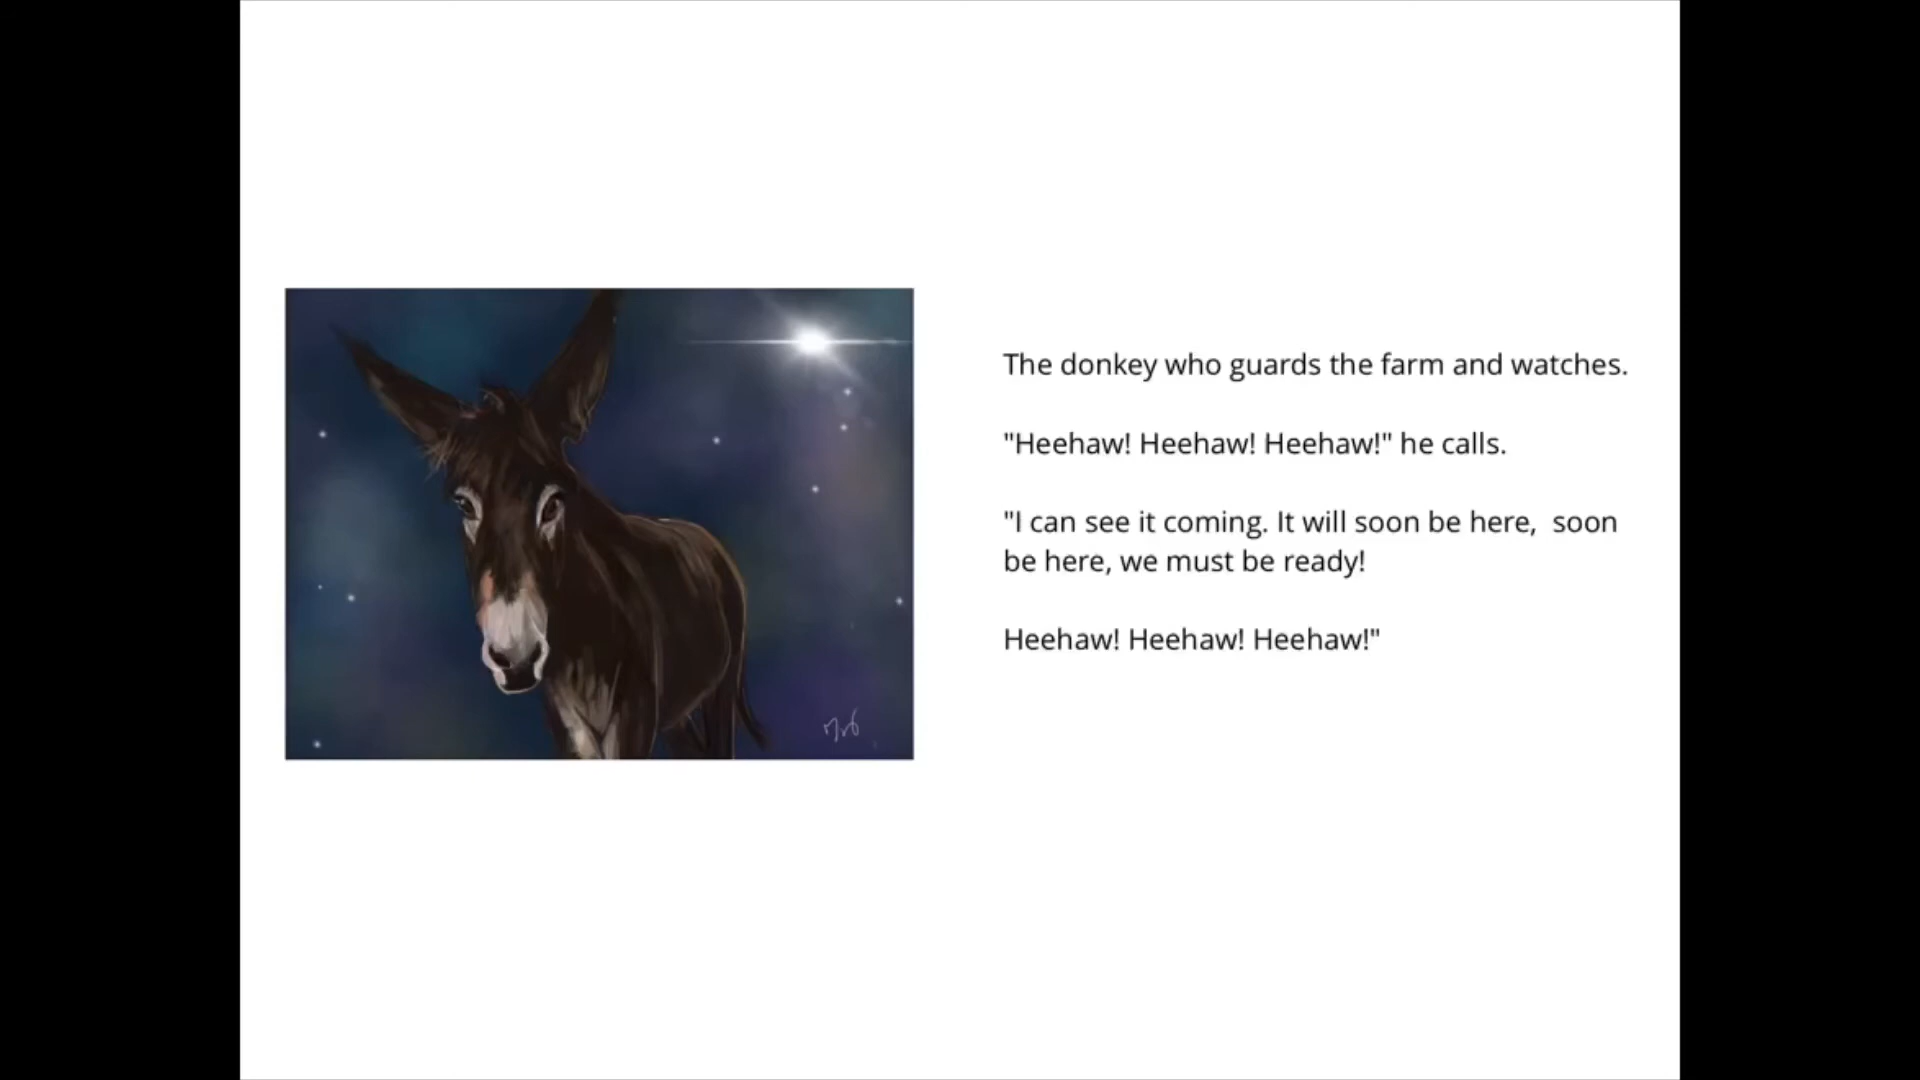 The donkey who guards the farm and watches.
"Heehaw! Heehaw! Heehaw!" he calls.
"I can see it coming. It will soon be here,  soon
be here, we must be ready!
Heehaw! Heehaw! Heehaw!"